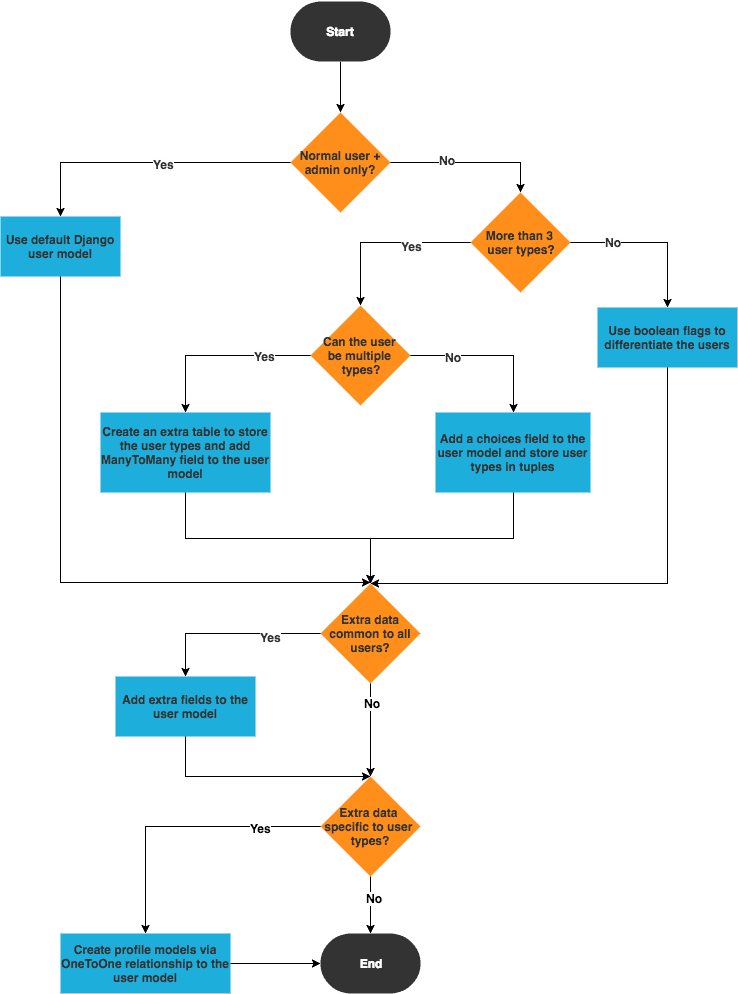 Start
Normal user +
admin only?
Yes
No
Use default Django
user model
More than 3
user types?
Yes
No
Use boolean flags to
differentiate the users
Can the user
be multiple
types?
Yes
No
Create an extra table to store
the user types and add
ManyToMany field to the user
model
Add a choices field to the
user model and store user
types in tuples
Extra data
common to all
users?
Yes
No
Add extra fields to the
user model
Extra data
specific to user
types?
Yes
No
Create profile models via
OneToOne relationship to the
user model
End